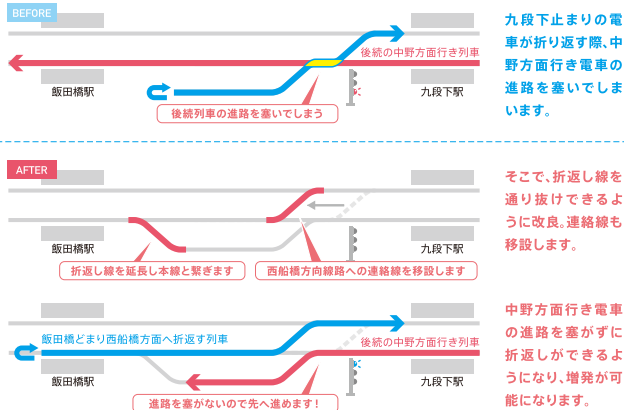 BEFORE
後続の中野方面行き列車
飯田橋駅
九段下駅
後続列車の進路を塞いでしまう
九段下止まりの電
車が折り返す際、中
野方面行き電車の
進路を塞いでしま
います。
AFTER
飯田橋駅
九段下駅
折返し線を延長し本線と繋ぎます
西船橋方向線路への連絡線を移設します
そこで、折返し線を
通り抜けできるよ
うに改良。連絡線も
移設します。
飯田橋どまり西船橋方面へ折返す列車
後続の中野方面行き列車
飯田橋駅
九段下駅
進路を塞がないので先へ進めます！
中野方面行き電車
の進路を塞がずに
折返しができるよ
うになり、増発が可
能になります。